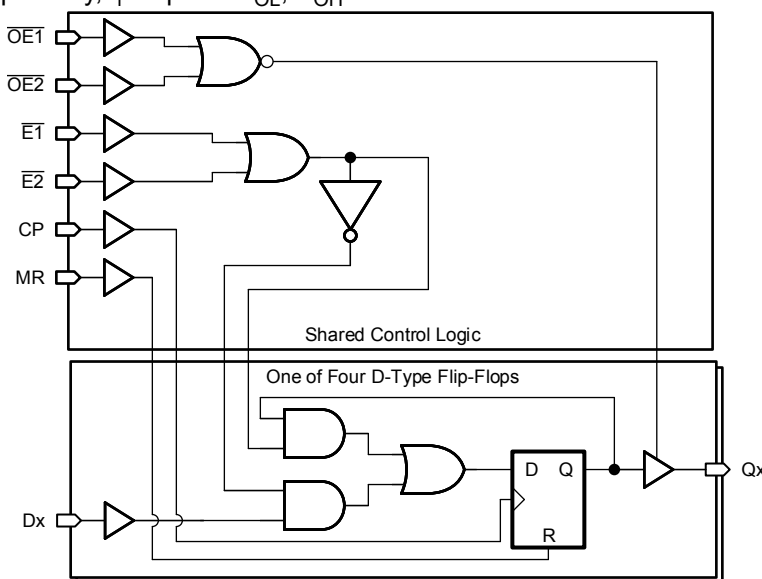 OE1
OE2
E1
E2
CP
MR
Shared Control Logic
One of Four D-Type Flip-Flops
D Q
R
Dx
Qx